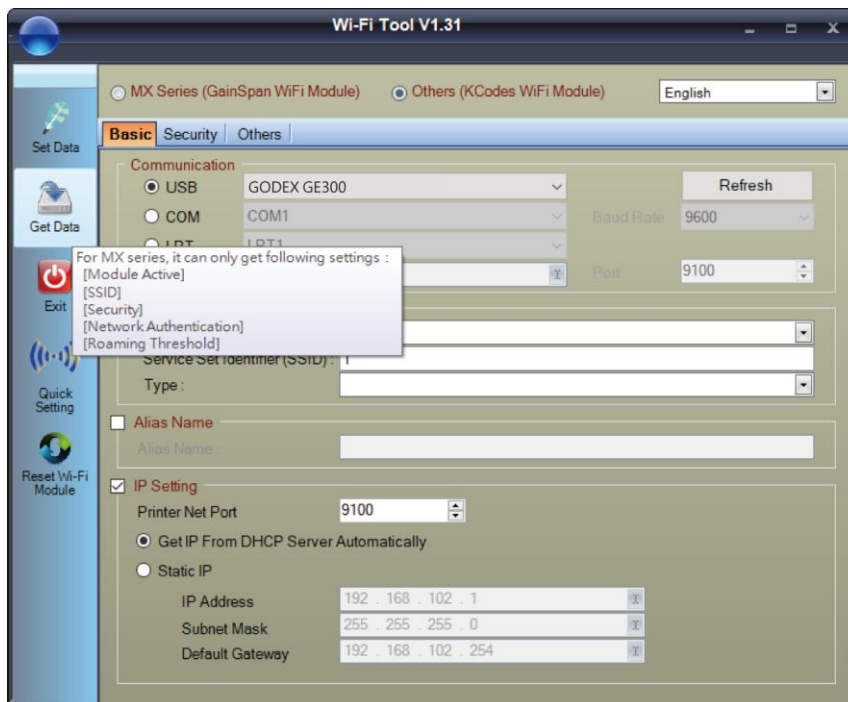 Wi-Fi Tool V1.31
MX Series (GainSpan WiFi Module) Others (KCodes WiFi Module) English
Set Data
Basic Security Others
Communication
USB GODEX GE300 Refresh
Get Data
COM COM1 Baud Rate 9600
LPT LPT1
For MX series, it can only get following settings :
[Module Active]
[SSID]
[Security]
[Network Authentication]
[Roaming Threshold]
Port 9100
Exit
Service Set Identifier (SSID) :
Type :
Quick
Setting
Alias Name
Alias Name :
Reset Wi-Fi
Module
IP Setting
Printer Net Port 9100
Get IP From DHCP Server Automatically
Static IP
IP Address 192 . 168 . 102 . 1
Subnet Mask 255 . 255 . 255 . 0
Default Gateway 192 . 168 . 102 . 254